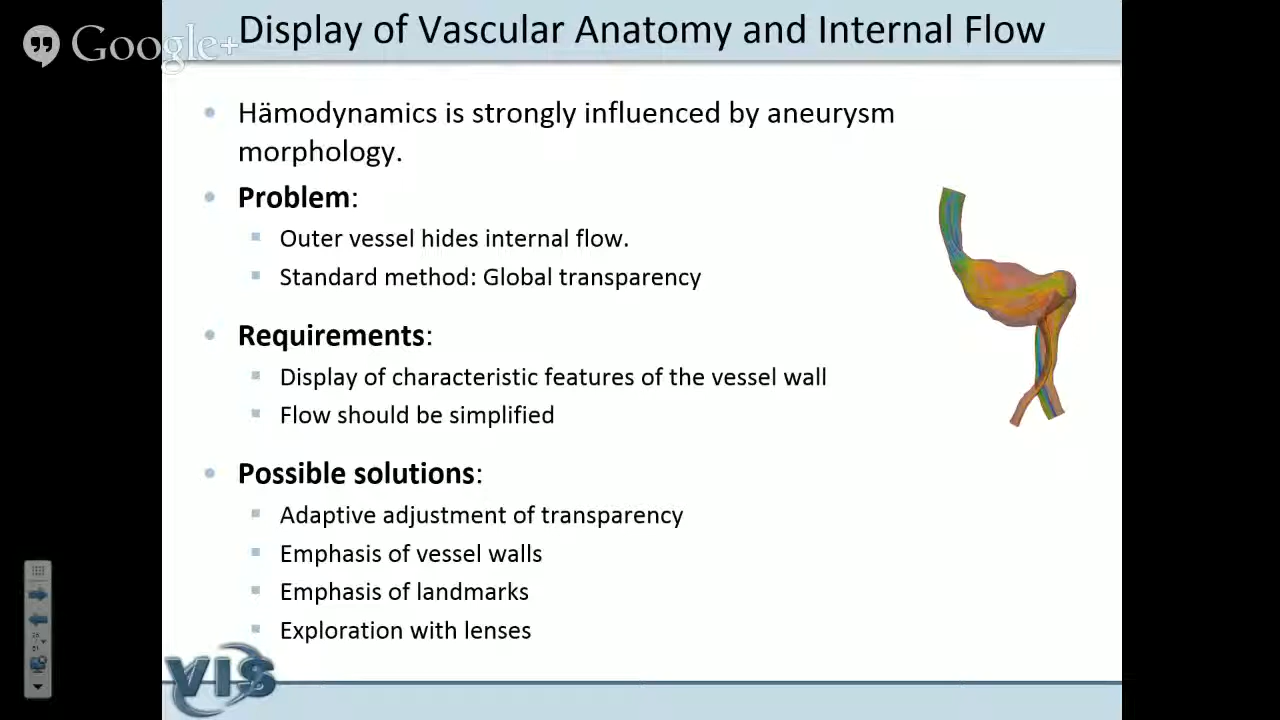 Google+
Display of Vascular Anatomy and Internal Flow
Hämodynamics is strongly influenced by aneurysm
morphology.
Problem:
Outer vessel hides internal flow.
Standard method: Global transparency
Requirements:
Display of characteristic features of the vessel wall
Flow should be simplified
Possible solutions:
Adaptive adjustment of transparency
Emphasis of vessel walls
Emphasis of landmarks
Exploration with lenses
VIS